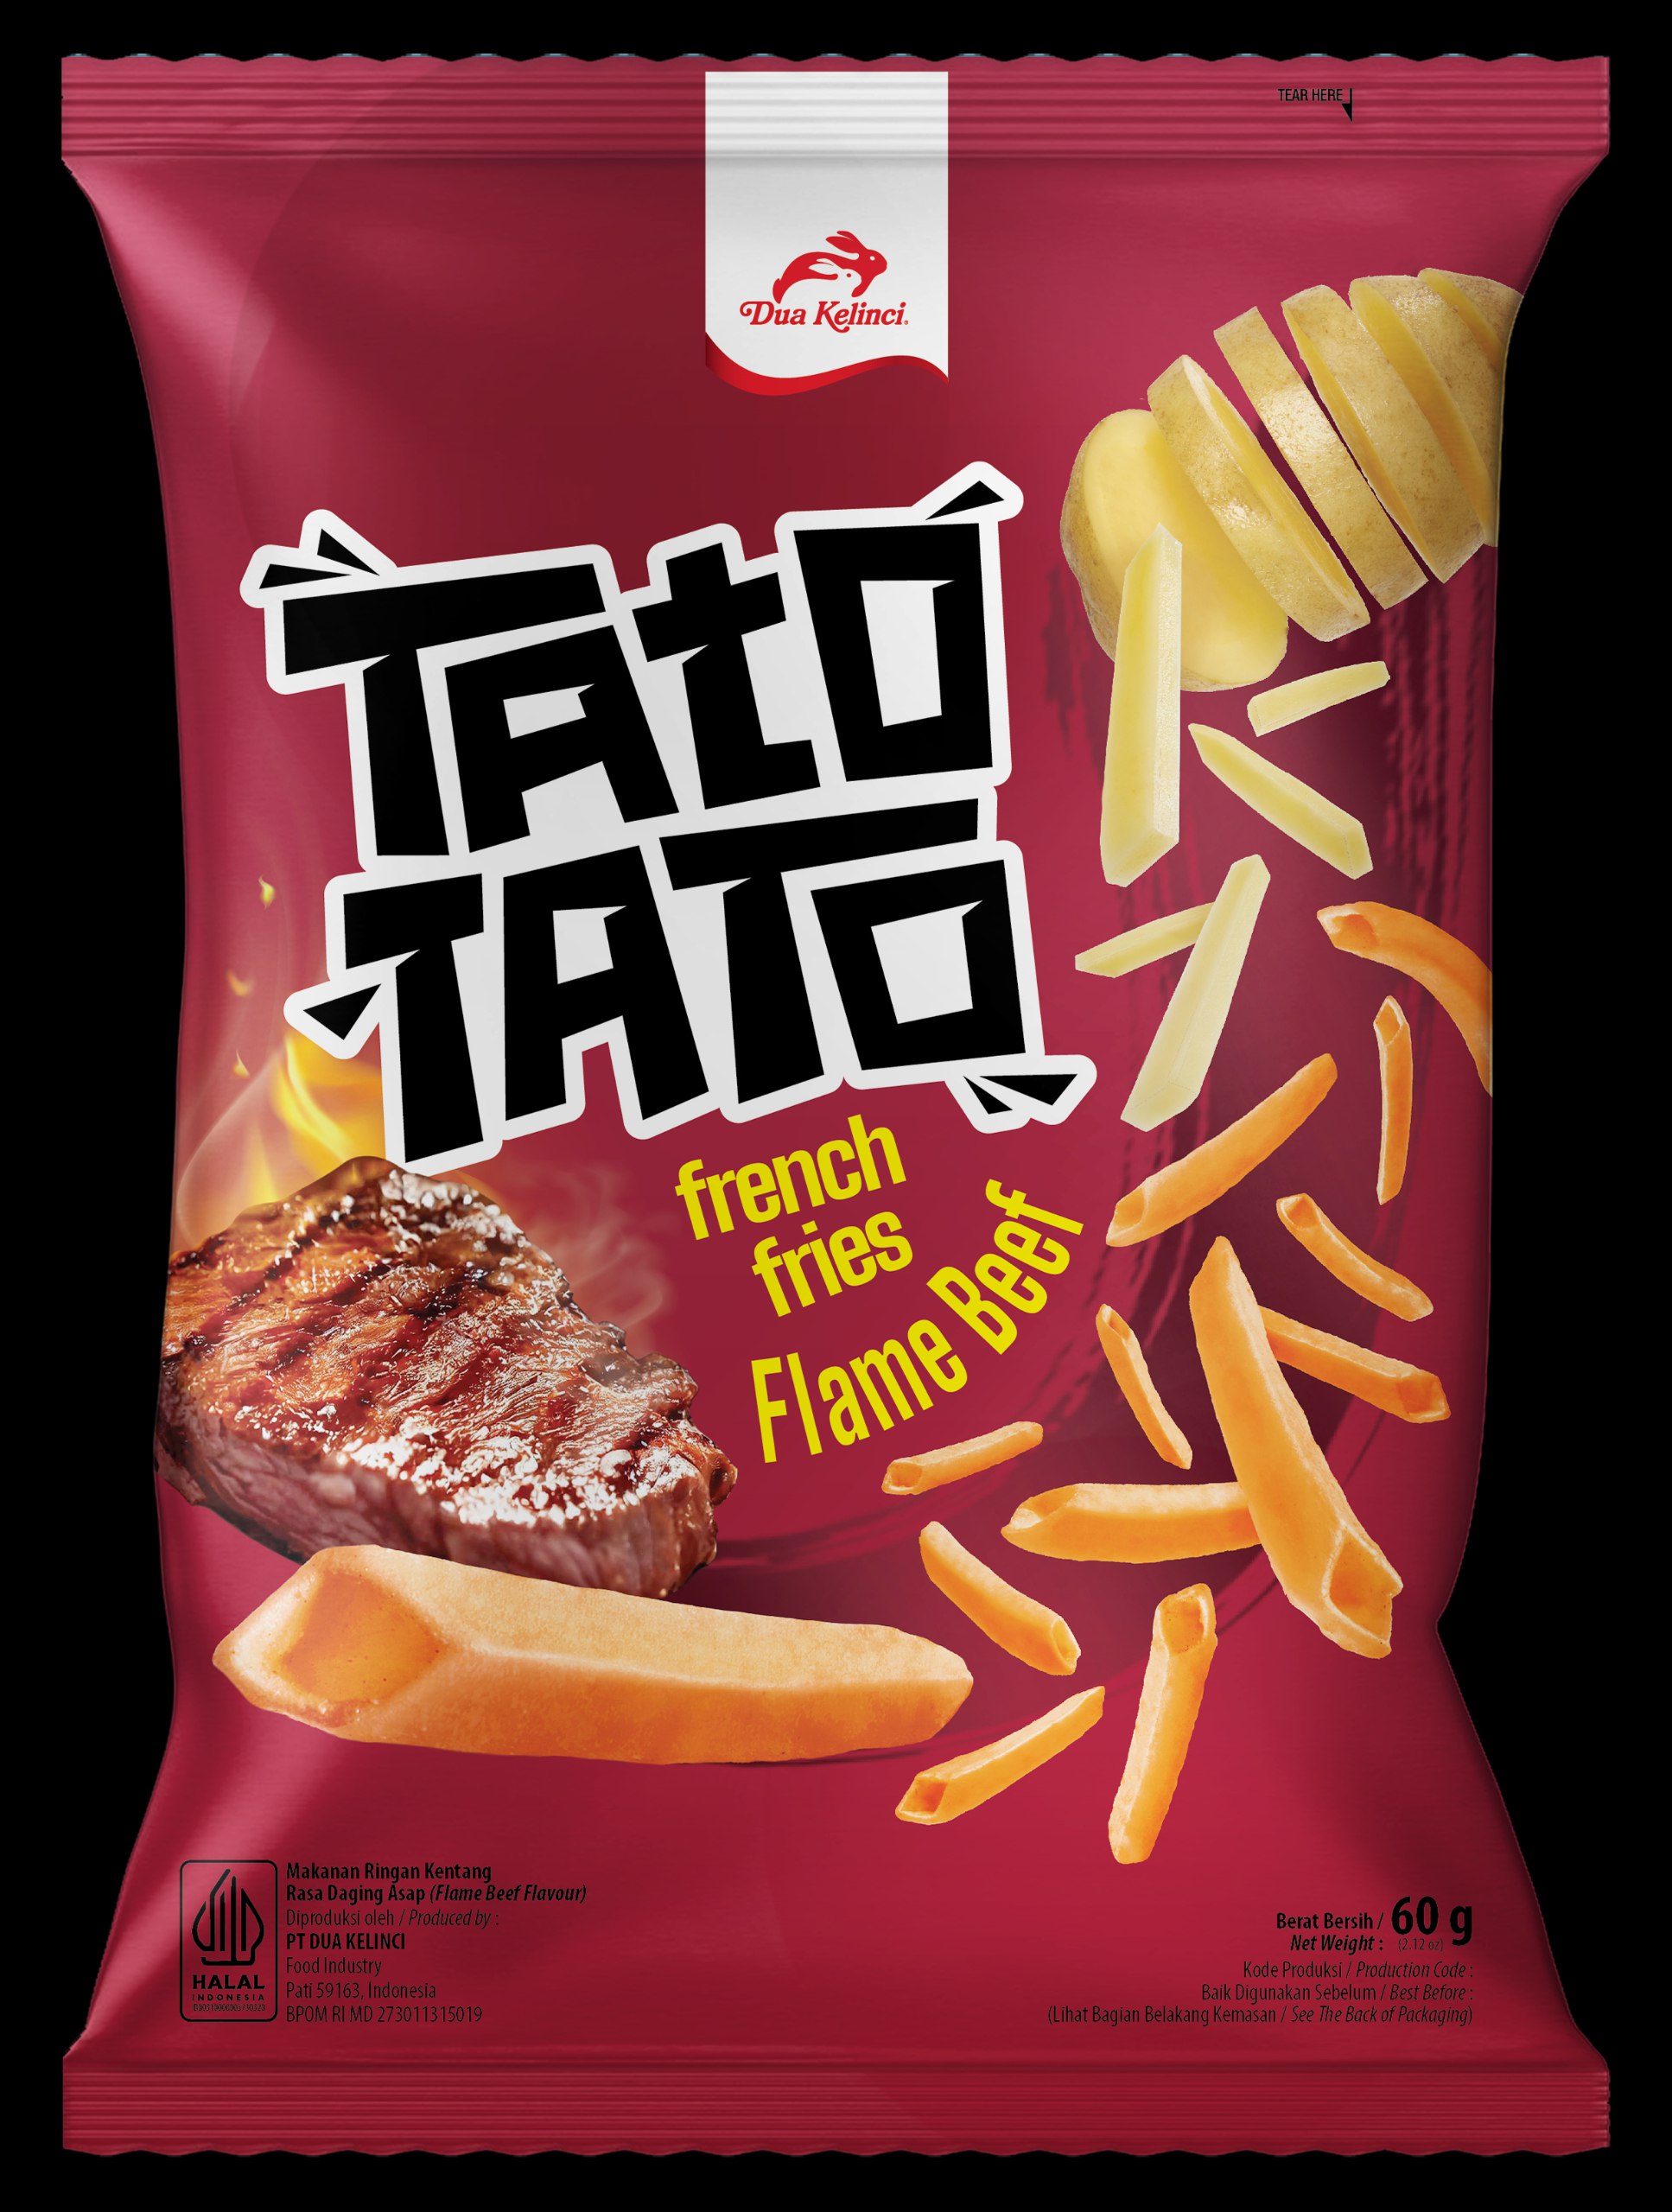 TEAR HERE
Dua Kelinci
TATO
TATO
french
fries
Flame Beef
Makanan Ringan Kentang
Rasa Daging Asap (Flame Beef Flavour)
Diproduksi oleh / Produced by :
PT DUA KELINCI
Food Industry
Pati 59163, Indonesia
BPOM RI MD 273011315019
HALAL
INDONESIA
Berat Bersih / 60 g
Net Weight : (2.12 oz)
Kode Produksi / Production Code :
Baik Digunakan Sebelum / Best Before :
(Lihat Bagian Belakang Kemasan / See The Back of Packaging)